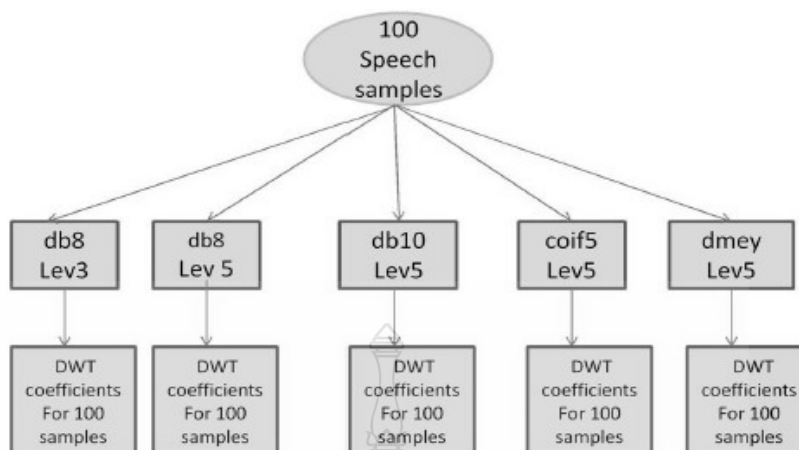 100
Speech
samples
db8
Lev3
db8
Lev 5
db10
Lev5
coif5
Lev5
dmey
Lev5
DWT
coefficients
For 100
samples
DWT
coefficients
For 100
samples
DWT
coefficients
For 100
samples
DWT
coefficients
For 100
samples
DWT
coefficients
For 100
samples